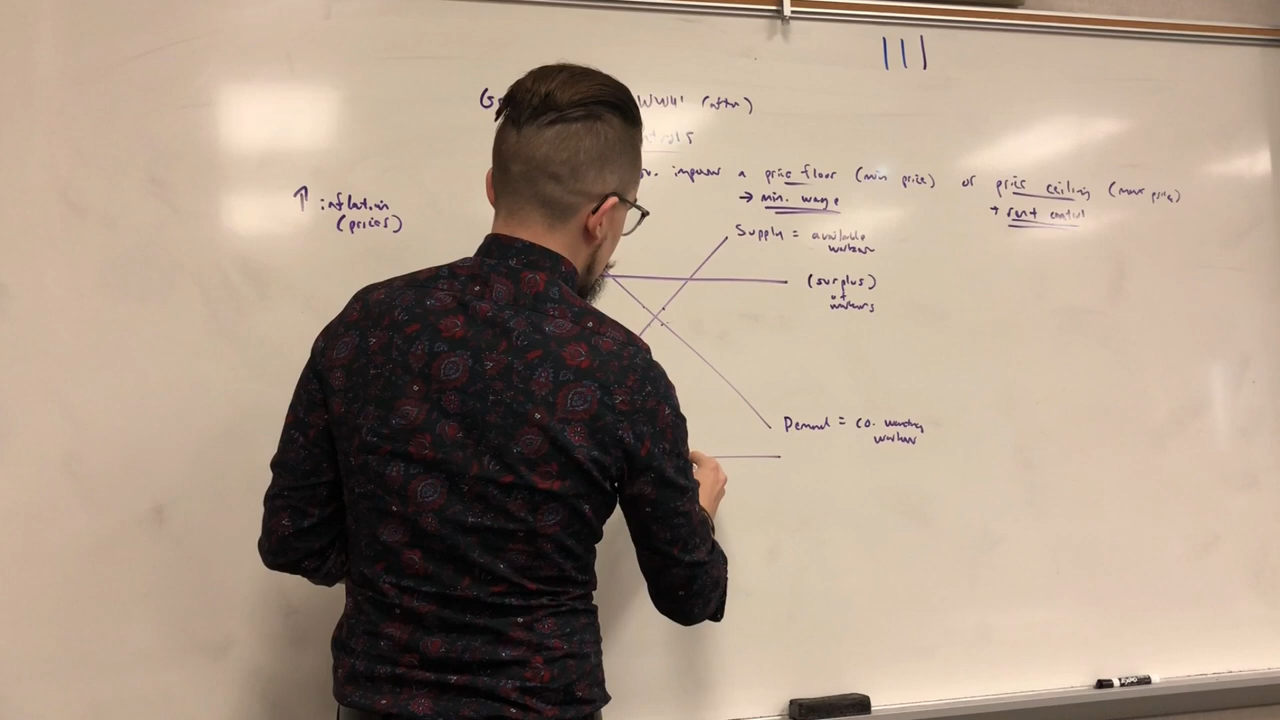 |||
WWII (after)
impose a price floor (min price) or price ceiling (max price)
→ min. wage
→ rent control
↑ inflation
(prices)
Supply = available
workers
(surplus)
of
workers
Demand = co. wanting
workers
EXPO